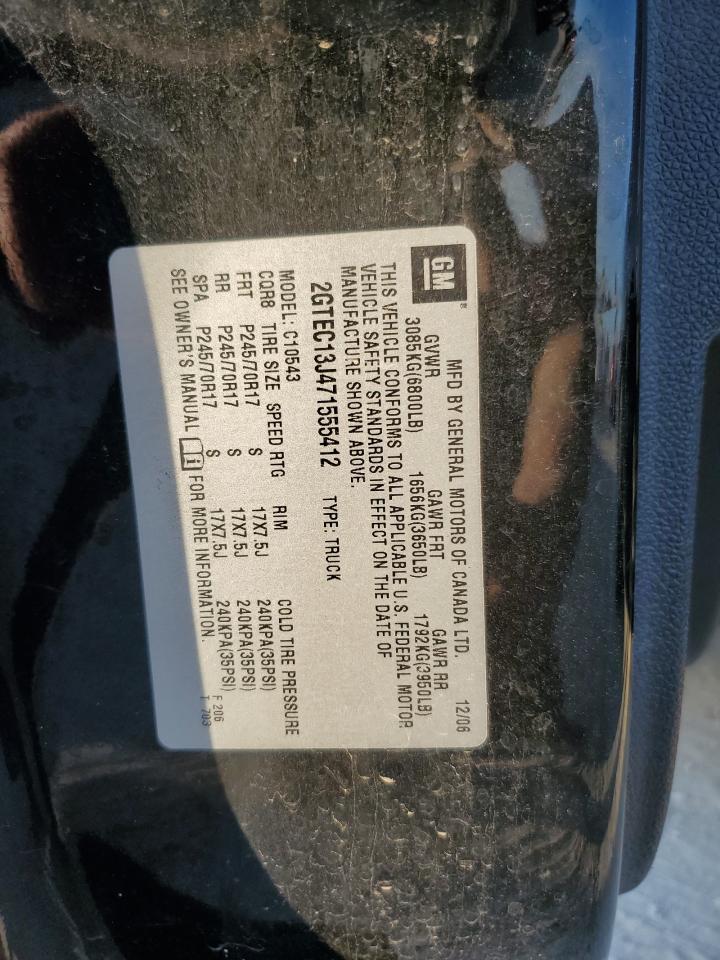 GM ® MFD BY GENERAL MOTORS OF CANADA LTD. 12/06
GVWR GAWR FRT GAWR RR
3085KG(6800LB) 1656KG(3650LB) 1792KG(3950LB)
THIS VEHICLE CONFORMS TO ALL APPLICABLE U.S. FEDERAL MOTOR
VEHICLE SAFETY STANDARDS IN EFFECT ON THE DATE OF
MANUFACTURE SHOWN ABOVE.
2GTEC13J471555412 TYPE: TRUCK
MODEL: C10543
CQR8 TIRE SIZE SPEED RTG RIM COLD TIRE PRESSURE
FRT P245/70R17 S 17X7.5J 240KPA(35PSI)
RR P245/70R17 S 17X7.5J 240KPA(35PSI)
SPA P245/70R17 S 17X7.5J 240KPA(35PSI)
SEE OWNER'S MANUAL i FOR MORE INFORMATION.
F 206
T 703